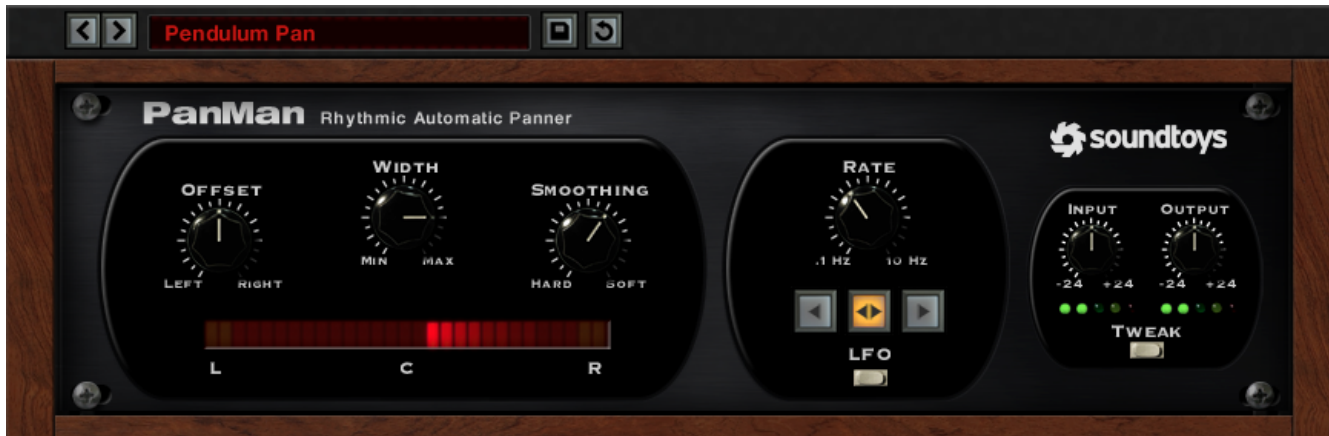 Pendulum Pan
PanMan Rhythmic Automatic Panner
soundtoys
OFFSET
LEFT RIGHT
WIDTH
MIN MAX
SMOOTHING
HARD SOFT
L C R
RATE
.1 HZ 10 HZ
LFO
INPUT OUTPUT
-24 +24 -24 +24
TWEAK